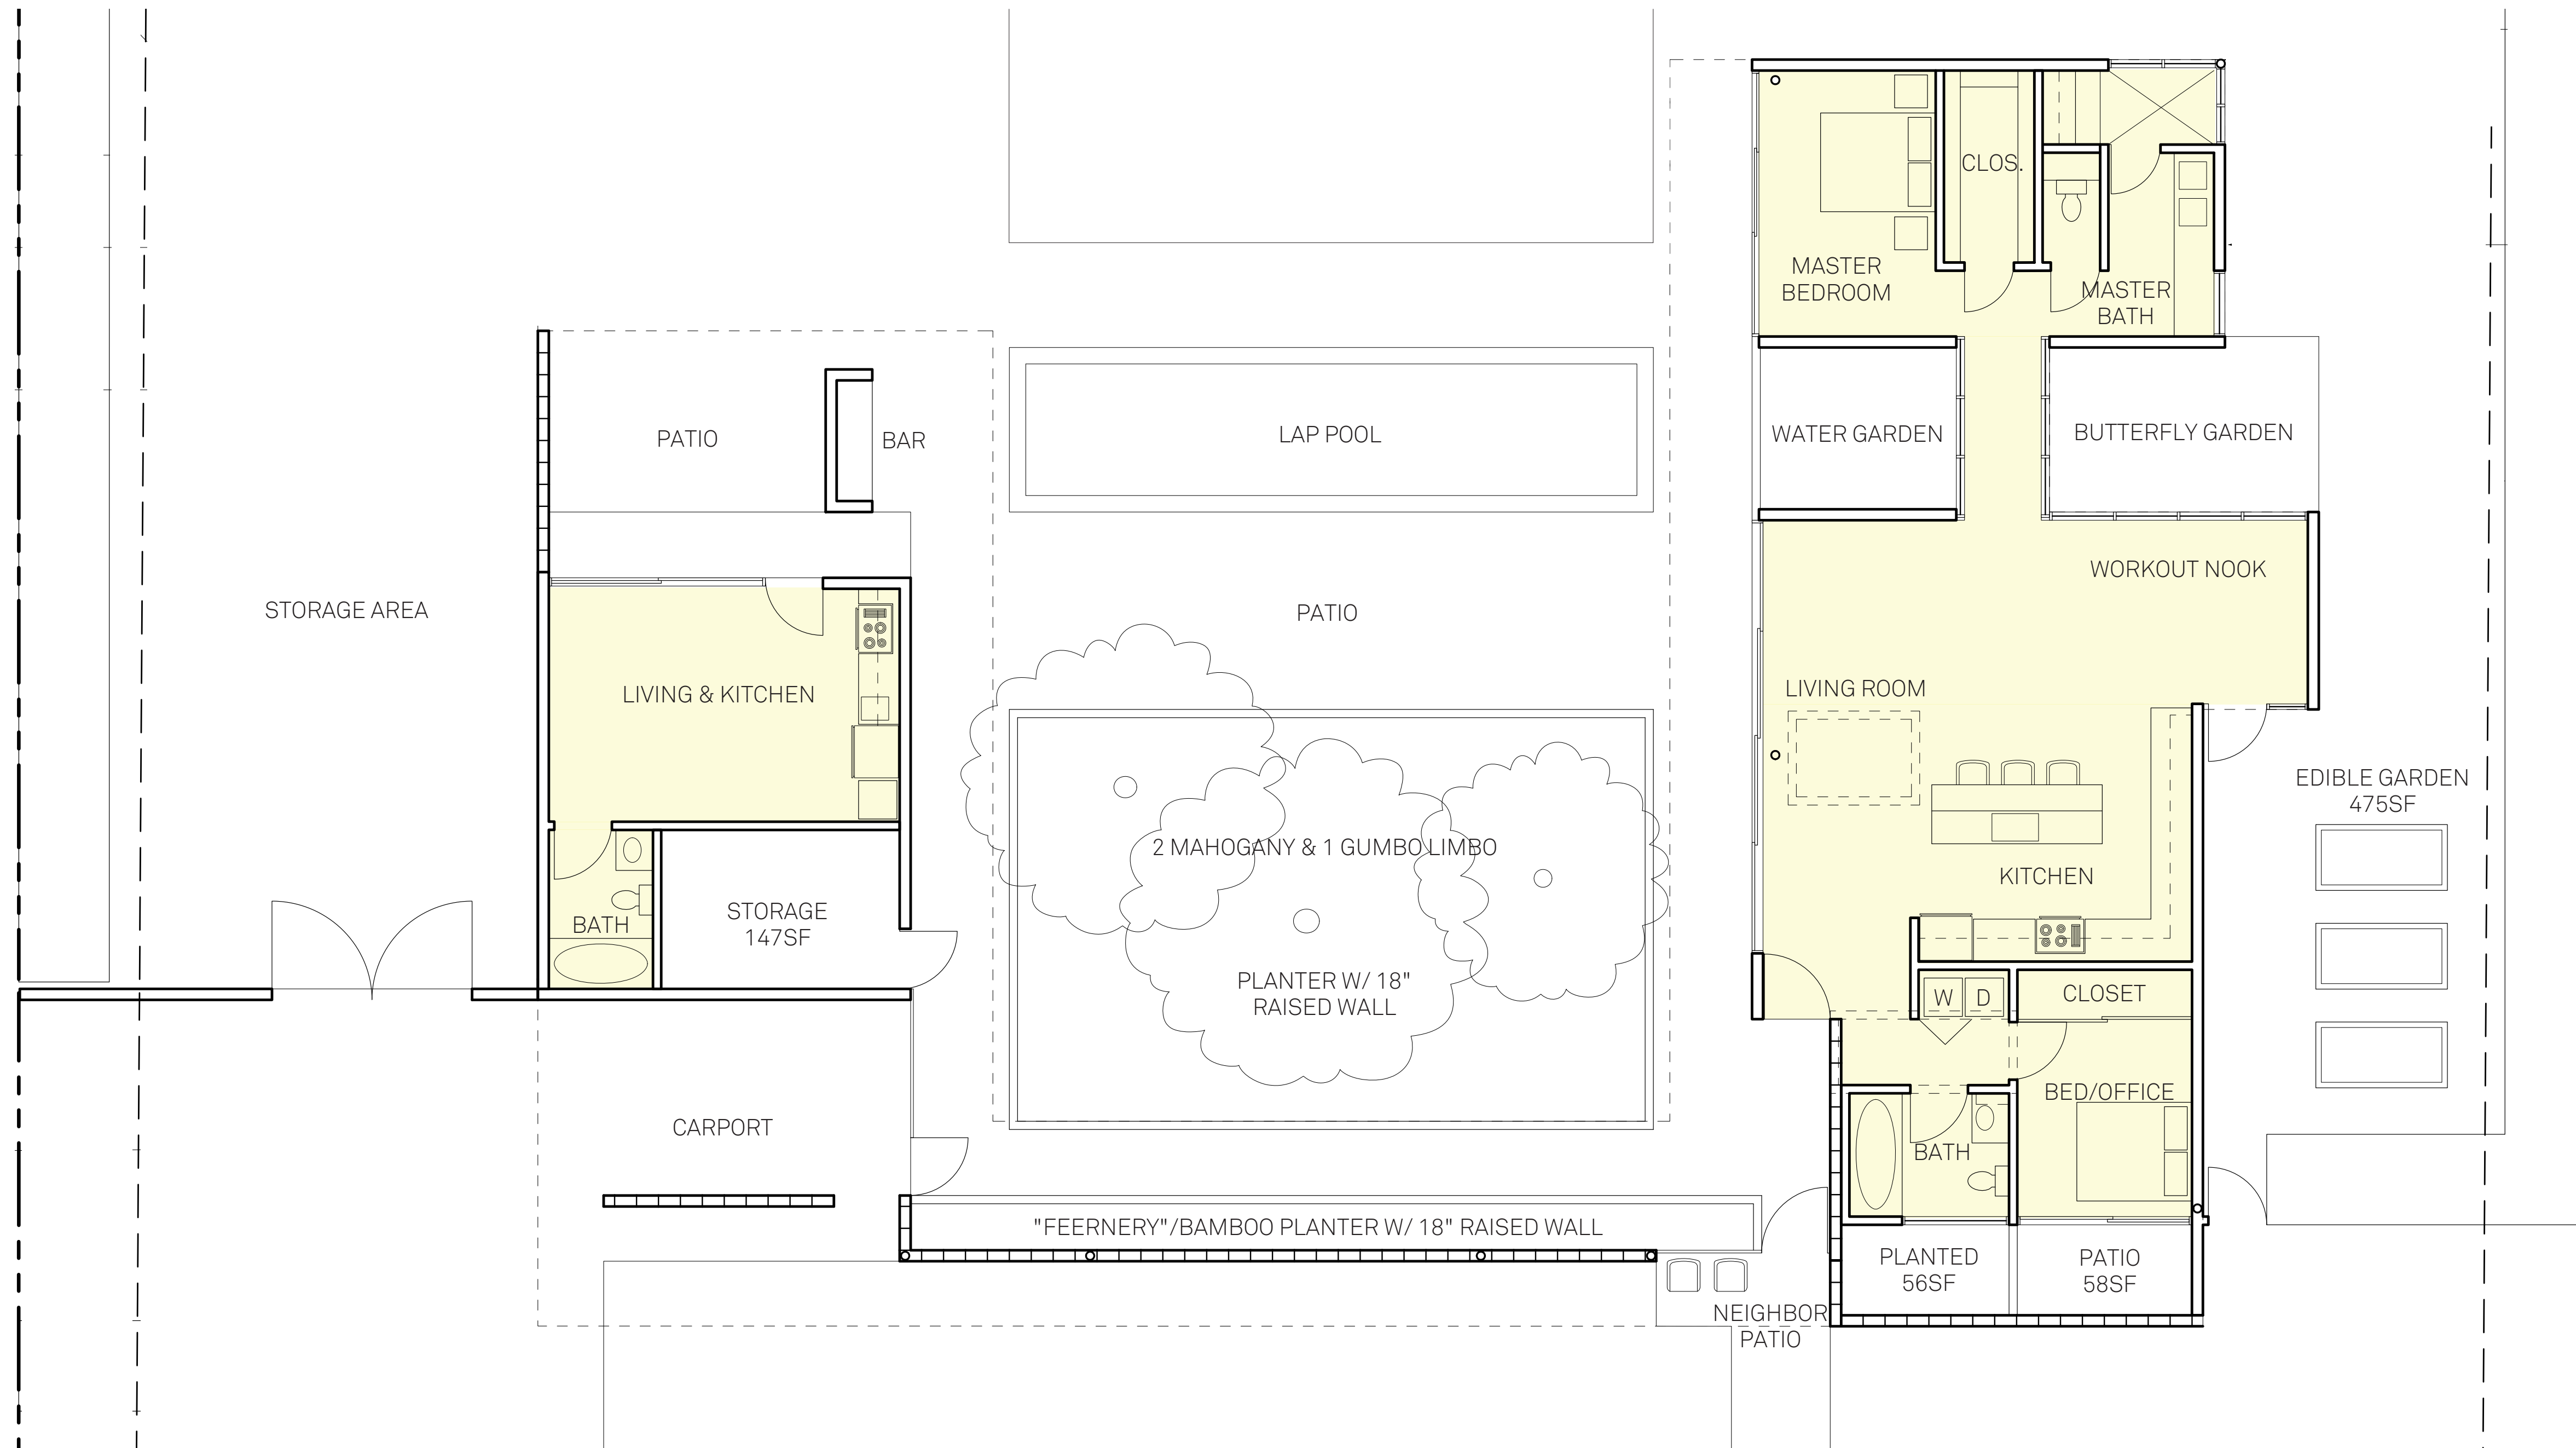 CLOS.
MASTER
BEDROOM
MASTER
BATH
PATIO
BAR
LAP POOL
WATER GARDEN
BUTTERFLY GARDEN
STORAGE AREA
PATIO
WORKOUT NOOK
LIVING & KITCHEN
LIVING ROOM
EDIBLE GARDEN
475SF
2 MAHOGANY & 1 GUMBO LIMBO
KITCHEN
BATH
STORAGE
147SF
PLANTER W/ 18"
RAISED WALL
W
D
CLOSET
CARPORT
BED/OFFICE
BATH
"FEERNERY"/BAMBOO PLANTER W/ 18" RAISED WALL
PLANTED
56SF
PATIO
58SF
NEIGHBOR
PATIO